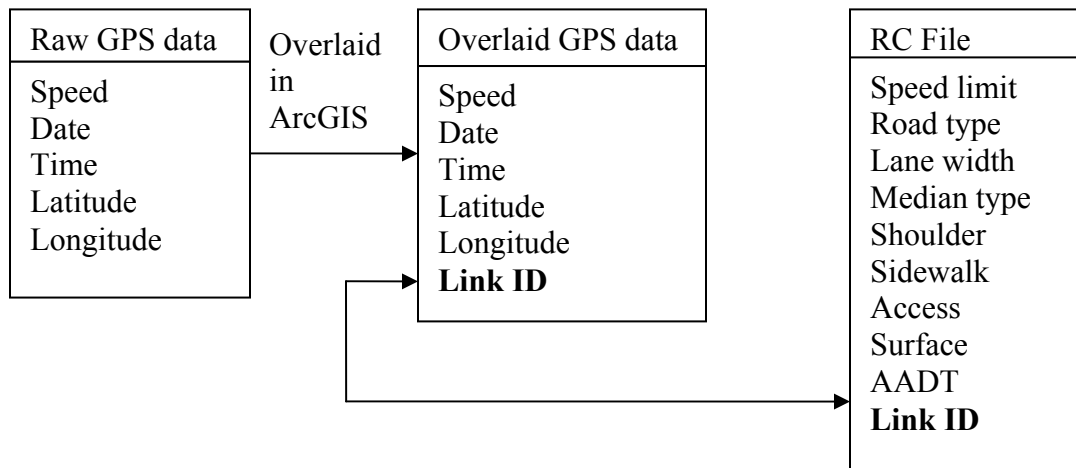 Raw GPS data
Speed
Date
Time
Latitude
Longitude
Overlaid
in
ArcGIS
Overlaid GPS data
Speed
Date
Time
Latitude
Longitude
Link ID
RC File
Speed limit
Road type
Lane width
Median type
Shoulder
Sidewalk
Access
Surface
AADT
Link ID